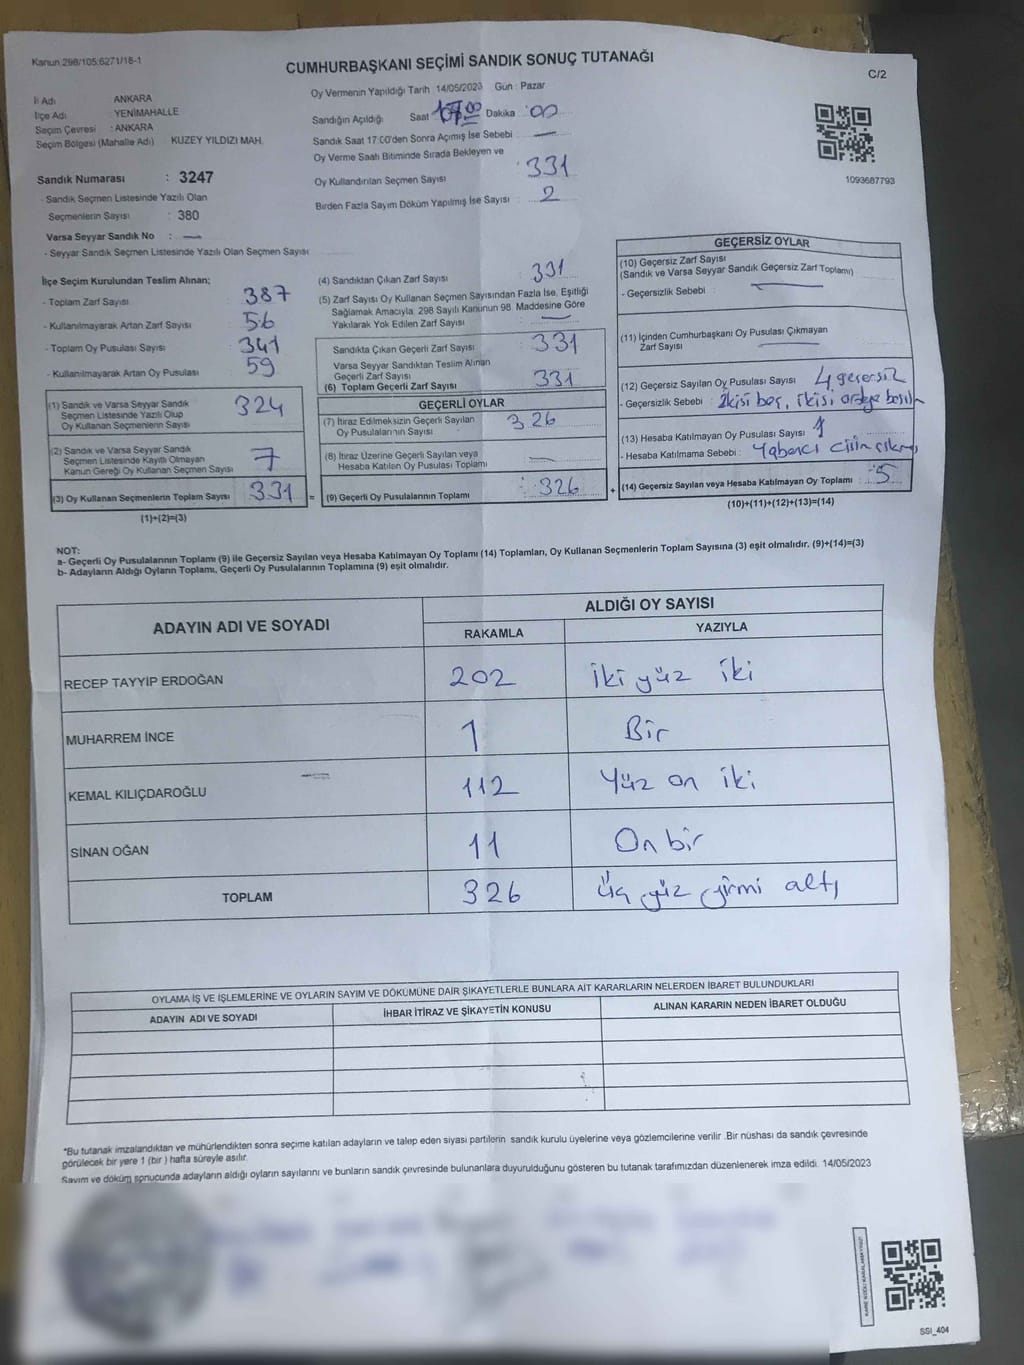 Kanun 298/105;6271/18-1
CUMHURBAŞKANI SEÇİMİ SANDIK SONUÇ TUTANAĞI
C/2
İl Adı ANKARA
İlçe Adı YENİMAHALLE
Seçim Çevresi : ANKARA
Seçim Bölgesi (Mahalle Adı) KUZEY YILDIZI MAH.
Sandık Numarası : 3247
- Sandık Seçmen Listesinde Yazılı Olan
Seçmenlerin Sayısı : 380
Varsa Seyyar Sandık No : —
- Seyyar Sandık Seçmen Listesinde Yazılı Olan Seçmen Sayısı
Oy Vermenin Yapıldığı Tarih 14/05/2023 Gün : Pazar
Sandığın Açıldığı Saat 17.00 Dakika : 00
Sandık Saat 17:00'den Sonra Açımış İse Sebebi : —
Oy Verme Saati Bitiminde Sırada Bekleyen ve
Oy Kullandırılan Seçmen Sayısı : 331
Birden Fazla Sayım Döküm Yapılmış İse Sayısı : 2
1093687793
İlçe Seçim Kurulundan Teslim Alınan;
- Toplam Zarf Sayısı : 387
- Kullanılmayarak Artan Zarf Sayısı : 56
- Toplam Oy Pusulası Sayısı : 341
- Kullanılmayarak Artan Oy Pusulası : 59
(1) Sandık ve Varsa Seyyar Sandık
Seçmen Listesinde Yazılı Olup
Oy Kullanan Seçmenlerin Sayısı 324
(2) Sandık ve Varsa Seyyar Sandık
Seçmen Listesinde Kayıtlı Olmayan
Kanun Gereği Oy Kullanan Seçmen Sayısı 7
(3) Oy Kullanan Seçmenlerin Toplam Sayısı : 331 =
(1)+(2)=(3)
(4) Sandıktan Çıkan Zarf Sayısı : 331
(5) Zarf Sayısı Oy Kullanan Seçmen Sayısından Fazla İse, Eşitliği
Sağlamak Amacıyla, 298 Sayılı Kanunun 98. Maddesine Göre
Yakılarak Yok Edilen Zarf Sayısı : —
Sandıkta Çıkan Geçerli Zarf Sayısı 331
Varsa Seyyar Sandıktan Teslim Alınan
Geçerli Zarf Sayısı
(6) Toplam Geçerli Zarf Sayısı 331
GEÇERLİ OYLAR
(7) İtiraz Edilmeksizin Geçerli Sayılan
Oy Pusulalarının Sayısı : 326
(8) İtiraz Üzerine Geçerli Sayılan veya
Hesaba Katılan Oy Pusulası Toplamı : —
(9) Geçerli Oy Pusulalarının Toplamı : 326 +
GEÇERSİZ OYLAR
(10) Geçersiz Zarf Sayısı
(Sandık ve Varsa Seyyar Sandık Geçersiz Zarf Toplamı)
- Geçersizlik Sebebi : —
(11) İçinden Cumhurbaşkanı Oy Pusulası Çıkmayan
Zarf Sayısı : —
(12) Geçersiz Sayılan Oy Pusulası Sayısı : 4 geçersiz
- Geçersizlik Sebebi : İkisi boş, ikisi
(13) Hesaba Katılmayan Oy Pusulası Sayısı : 1
- Hesaba Katılmama Sebebi : Yabancı cisim
(14) Geçersiz Sayılan veya Hesaba Katılmayan Oy Toplamı : 5
(10)+(11)+(12)+(13)=(14)
NOT:
a- Geçerli Oy Pusulalarının Toplamı (9) ile Geçersiz Sayılan veya Hesaba Katılmayan Oy Toplamı (14) Toplamları, Oy Kullanan Seçmenlerin Toplam Sayısına (3) eşit olmalıdır. (9)+(14)=(3)
b- Adayların Aldığı Oyların Toplamı, Geçerli Oy Pusulalarının Toplamına (9) eşit olmalıdır.
ADAYIN ADI VE SOYADI ALDIĞI OY SAYISI
RAKAMLA YAZIYLA
RECEP TAYYİP ERDOĞAN 202 İki yüz iki
MUHARREM İNCE 1 Bir
KEMAL KILIÇDAROĞLU 112 Yüz on iki
SİNAN OĞAN 11 On bir
TOPLAM 326 Üç yüz yirmi altı
OYLAMA İŞ VE İŞLEMLERİNE VE OYLARIN SAYIM VE DÖKÜMÜNE DAİR ŞİKAYETLERLE BUNLARA AİT KARARLARIN NELERDEN İBARET BULUNDUKLARI
ADAYIN ADI VE SOYADI İHBAR İTİRAZ VE ŞİKAYETİN KONUSU ALINAN KARARIN NEDEN İBARET OLDUĞU
*Bu tutanak imzalandıktan ve mühürlendikten sonra seçime katılan adayların ve talep eden siyasi partilerin sandık kurulu üyelerine veya gözlemcilerine verilir .Bir nüshası da sandık çevresinde
görülecek bir yere 1 (bir ) hafta süreyle asılır.
Sayım ve döküm sonucunda adayların aldığı oyların sayılarını ve bunların sandık çevresinde bulunanlara duyurulduğunu gösteren bu tutanak tarafımızdan düzenlenerek imza edildi. 14/05/2023
SSI_404